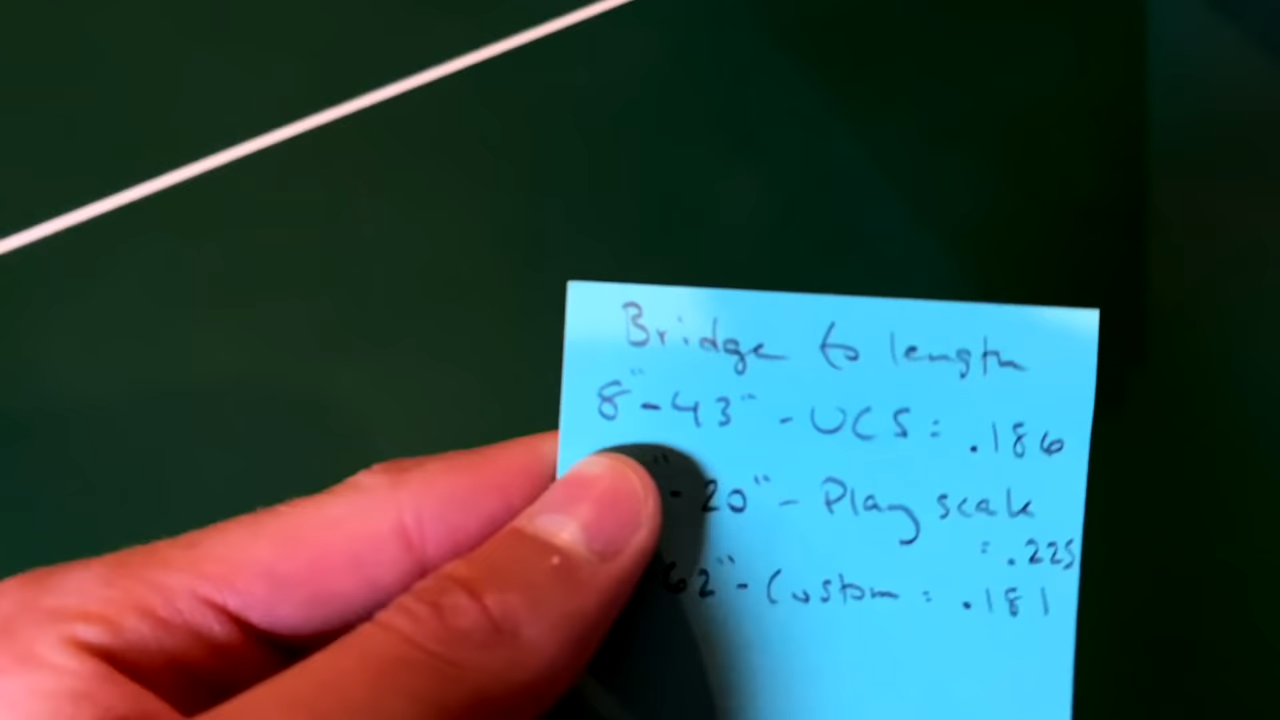 Bridge to length
8"-43" - UCS = .186
"-20" - Play scale
= .225
62" - Custom = .181